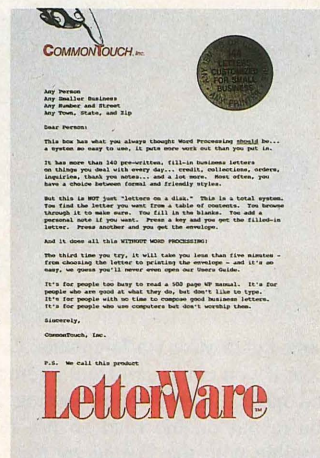 COMMONTOUCH, INC.
140
LETTERS
CUSTOMIZED
FOR SMALL
BUSINESS
Any Person
Any Smaller Business
Any Number and Street
Any Town, State, and Zip
Dear Person:
This box has what you always thought Word Processing should be...
a system so easy to use, it puts more work out than you put in.
It has more than 140 pre-written, fill-in business letters
on things you deal with every day... credit, collections, orders,
inquiries, thank you notes... and a lot more. Most often, you
have a choice between formal and friendly styles.
But this is NOT just "letters on a disk." This is a total system.
You find the letter you want from a table of contents. You browse
through it to make sure. You fill in the blanks. You add a
personal note if you want. Press a key and you get the filled-in
letter. Press another and you get the envelope.
And it does all this WITHOUT WORD PROCESSING!
The third time you try, it will take you less than five minutes -
from choosing the letter to printing the envelope - and it's so
easy, we guess you'll never even open our Users Guide.
It's for people too busy to read a 500 page WP manual. It's for
people who are good at what they do, but don't like to type.
It's for people with no time to compose good business letters.
It's for people who use computers but don't worship them.
Sincerely,
CommonTouch, Inc.
P.S. We call this product
LetterWare
TM